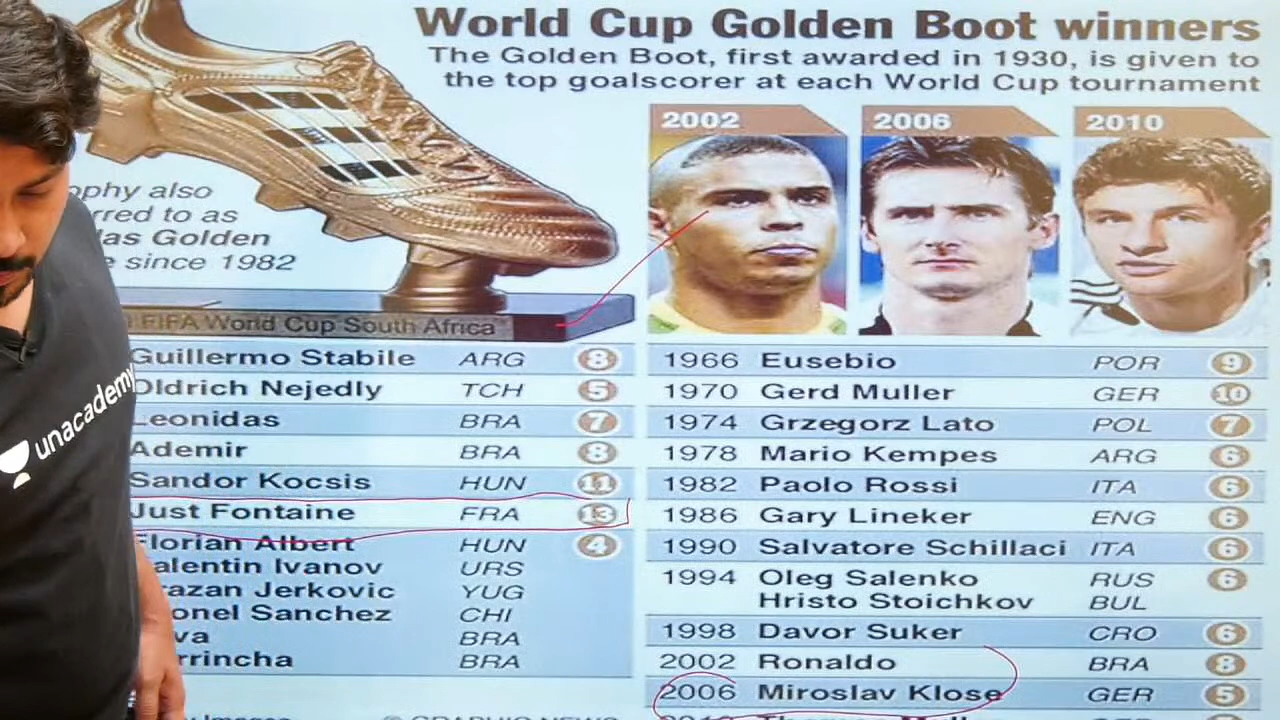 World Cup Golden Boot winners
The Golden Boot, first awarded in 1930, is given to
the top goalscorer at each World Cup tournament
2002 2006 2010
ophy also
rred to as
das Golden
e since 1982
FIFA World Cup South Africa
unacademy
Guillermo Stabile ARG 8
Oldrich Nejedly TCH 5
Leonidas BRA 7
Ademir BRA 8
Sandor Kocsis HUN 11
Just Fontaine FRA 13
Florian Albert HUN 4
alentin Ivanov URS
razan Jerkovic YUG
onel Sanchez CHI
va BRA
rrincha BRA
© GRAPHIC NEWS
1966 Eusebio POR 9
1970 Gerd Muller GER 10
1974 Grzegorz Lato POL 7
1978 Mario Kempes ARG 6
1982 Paolo Rossi ITA 6
1986 Gary Lineker ENG 6
1990 Salvatore Schillaci ITA 6
1994 Oleg Salenko RUS 6
Hristo Stoichkov BUL
1998 Davor Suker CRO 6
2002 Ronaldo BRA 8
2006 Miroslav Klose GER 5